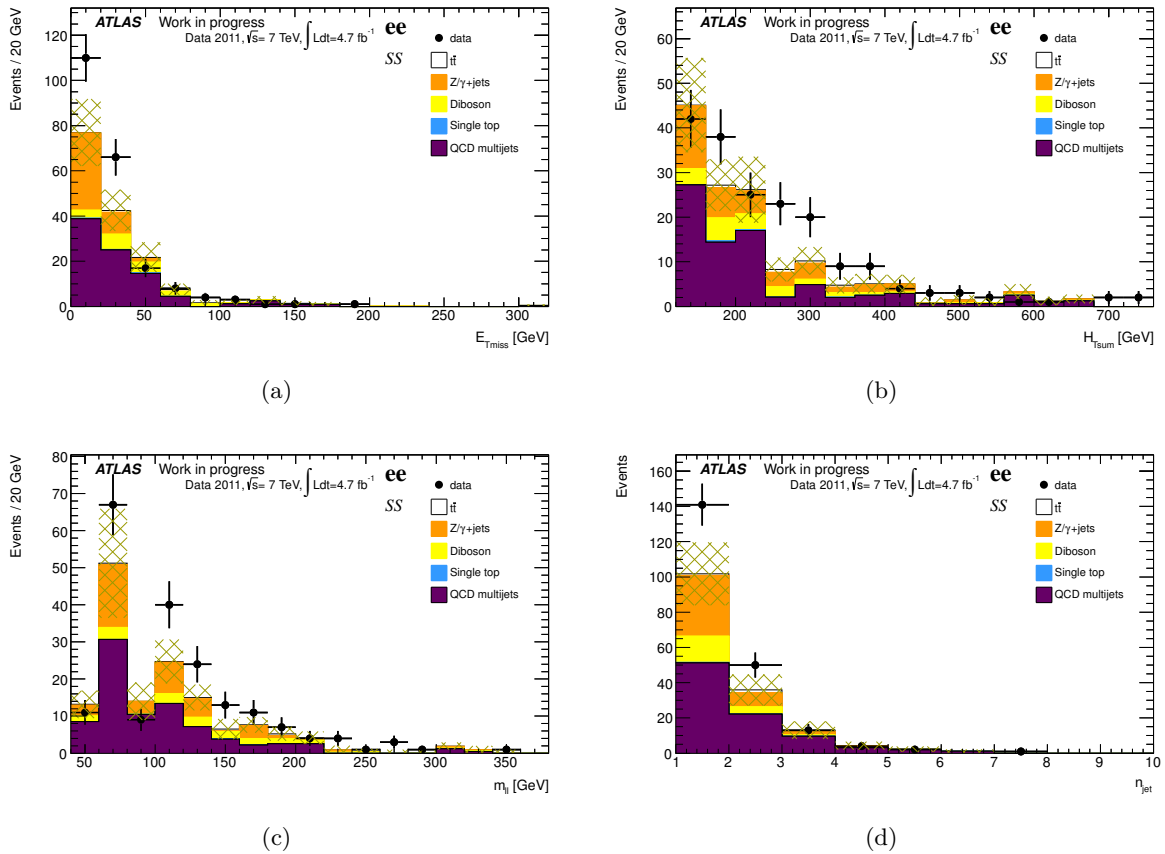 ATLAS Work in progress ee
Data 2011, √s= 7 TeV, ∫ Ldt=4.7 fb⁻¹
SS
data
tt̄
Z/γ+jets
Diboson
Single top
QCD multijets
Events / 20 GeV
120
100
80
60
40
20
0
0 50 100 150 200 250 300
E_Tmiss [GeV]
(a)
ATLAS Work in progress ee
Data 2011, √s= 7 TeV, ∫ Ldt=4.7 fb⁻¹
SS
data
tt̄
Z/γ+jets
Diboson
Single top
QCD multijets
Events / 20 GeV
60
50
40
30
20
10
0
200 300 400 500 600 700
H_Tsum [GeV]
(b)
ATLAS Work in progress ee
Data 2011, √s= 7 TeV, ∫ Ldt=4.7 fb⁻¹
SS
data
tt̄
Z/γ+jets
Diboson
Single top
QCD multijets
Events / 20 GeV
80
70
60
50
40
30
20
10
0
50 100 150 200 250 300 350
m_ll [GeV]
(c)
ATLAS Work in progress ee
Data 2011, √s= 7 TeV, ∫ Ldt=4.7 fb⁻¹
SS
data
tt̄
Z/γ+jets
Diboson
Single top
QCD multijets
Events
160
140
120
100
80
60
40
20
0
1 2 3 4 5 6 7 8 9 10
n_jet
(d)